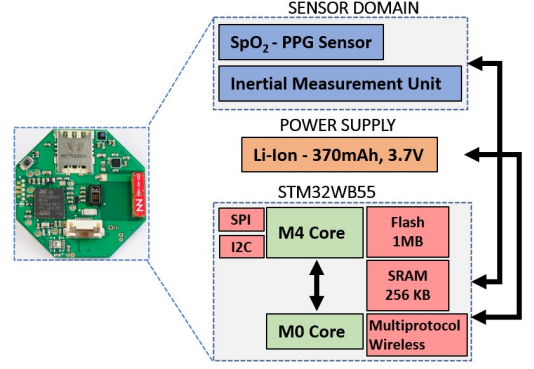 SENSOR DOMAIN
SpO₂ - PPG Sensor
Inertial Measurement Unit
POWER SUPPLY
Li-Ion - 370mAh, 3.7V
STM32WB55
SPI
I2C
M4 Core
Flash
1MB
SRAM
256 KB
M0 Core
Multiprotocol
Wireless